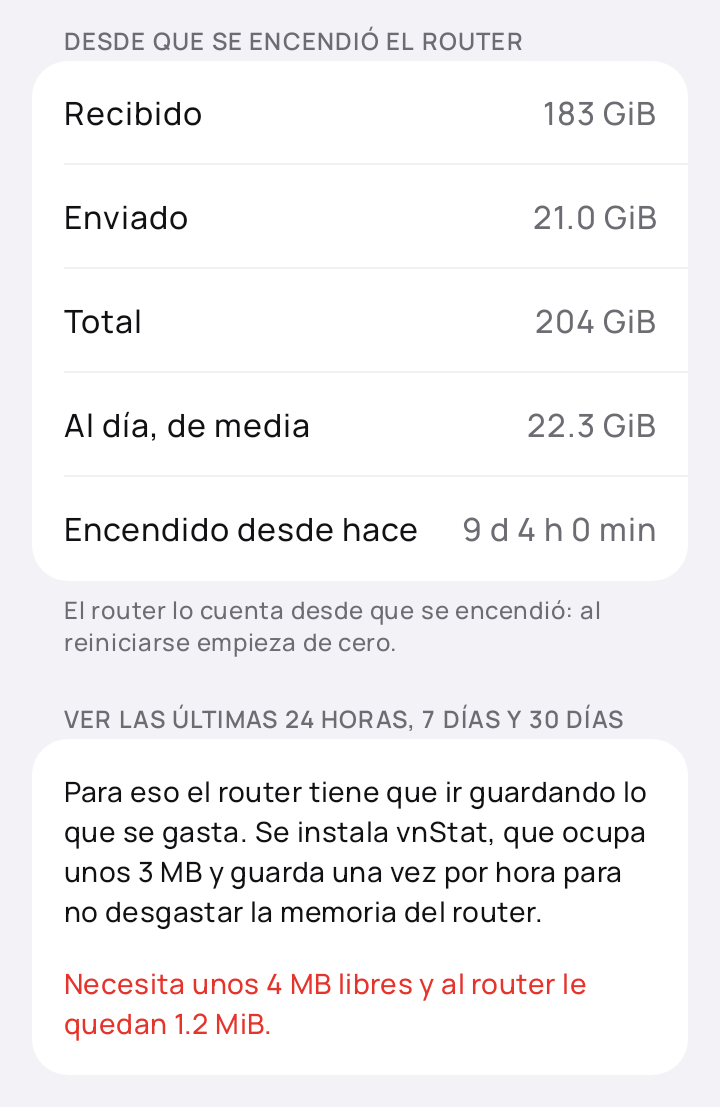 DESDE QUE SE ENCENDIÓ EL ROUTER
Recibido 183 GiB
Enviado 21.0 GiB
Total 204 GiB
Al día, de media 22.3 GiB
Encendido desde hace 9 d 4 h 0 min
El router lo cuenta desde que se encendió: al
reiniciarse empieza de cero.
VER LAS ÚLTIMAS 24 HORAS, 7 DÍAS Y 30 DÍAS
Para eso el router tiene que ir guardando lo
que se gasta. Se instala vnStat, que ocupa
unos 3 MB y guarda una vez por hora para
no desgastar la memoria del router.
Necesita unos 4 MB libres y al router le
quedan 1.2 MiB.